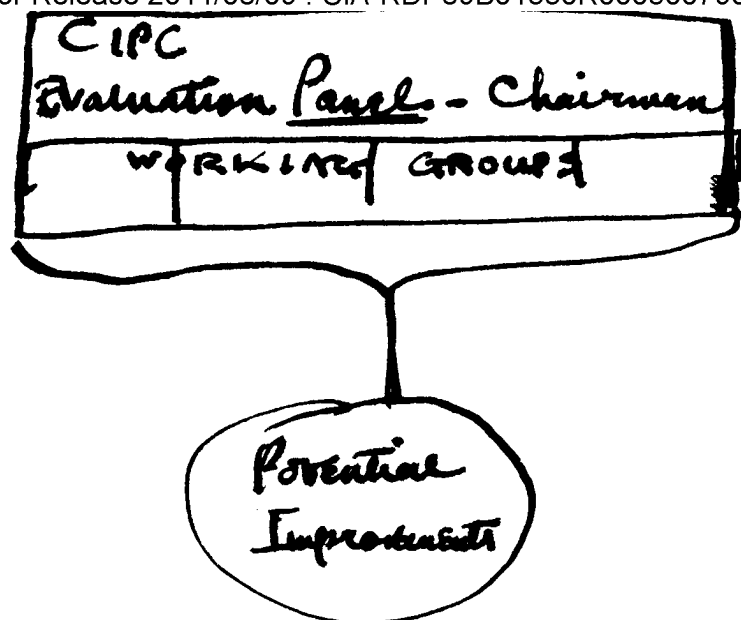 CIPC
Evaluation Panel - Chairman
WORKING GROUPS
Potential
Improvements